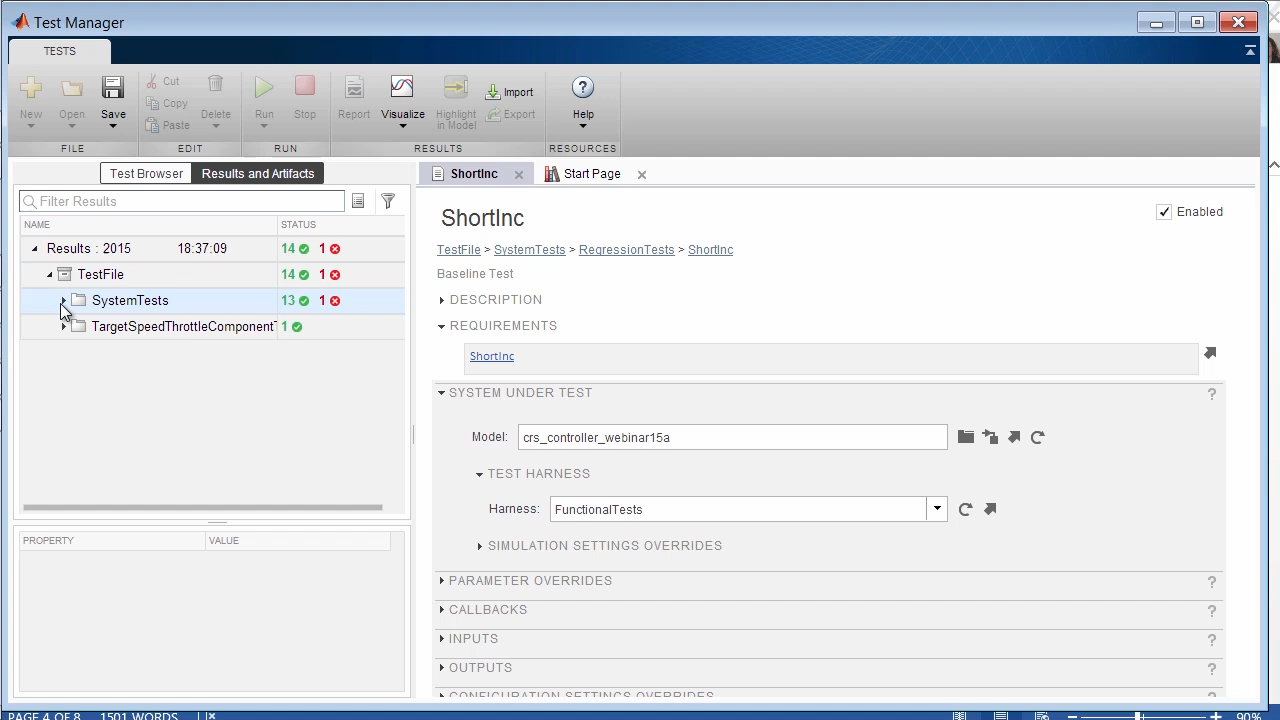 Test Manager
TESTS
New
Open
Save
Cut
Copy
Paste
Delete
Run
Stop
Report
Visualize
Highlight
in Model
Import
Export
Help
FILE
EDIT
RUN
RESULTS
RESOURCES
Test Browser
Results and Artifacts
ShortInc
Start Page
Filter Results
NAME
STATUS
Results : 2015 18:37:09 14 1
TestFile 14 1
SystemTests 13 1
TargetSpeedThrottleComponentT 1
PROPERTY
VALUE
ShortInc
Enabled
TestFile > SystemTests > RegressionTests > ShortInc
Baseline Test
DESCRIPTION
REQUIREMENTS
ShortInc
SYSTEM UNDER TEST ?
Model: crs_controller_webinar15a
TEST HARNESS
Harness: FunctionalTests
SIMULATION SETTINGS OVERRIDES
PARAMETER OVERRIDES ?
CALLBACKS ?
INPUTS ?
OUTPUTS ?
CONFIGURATION SETTINGS OVERRIDES ?
PAGE 4 OF 8 1501 WORDS 90%